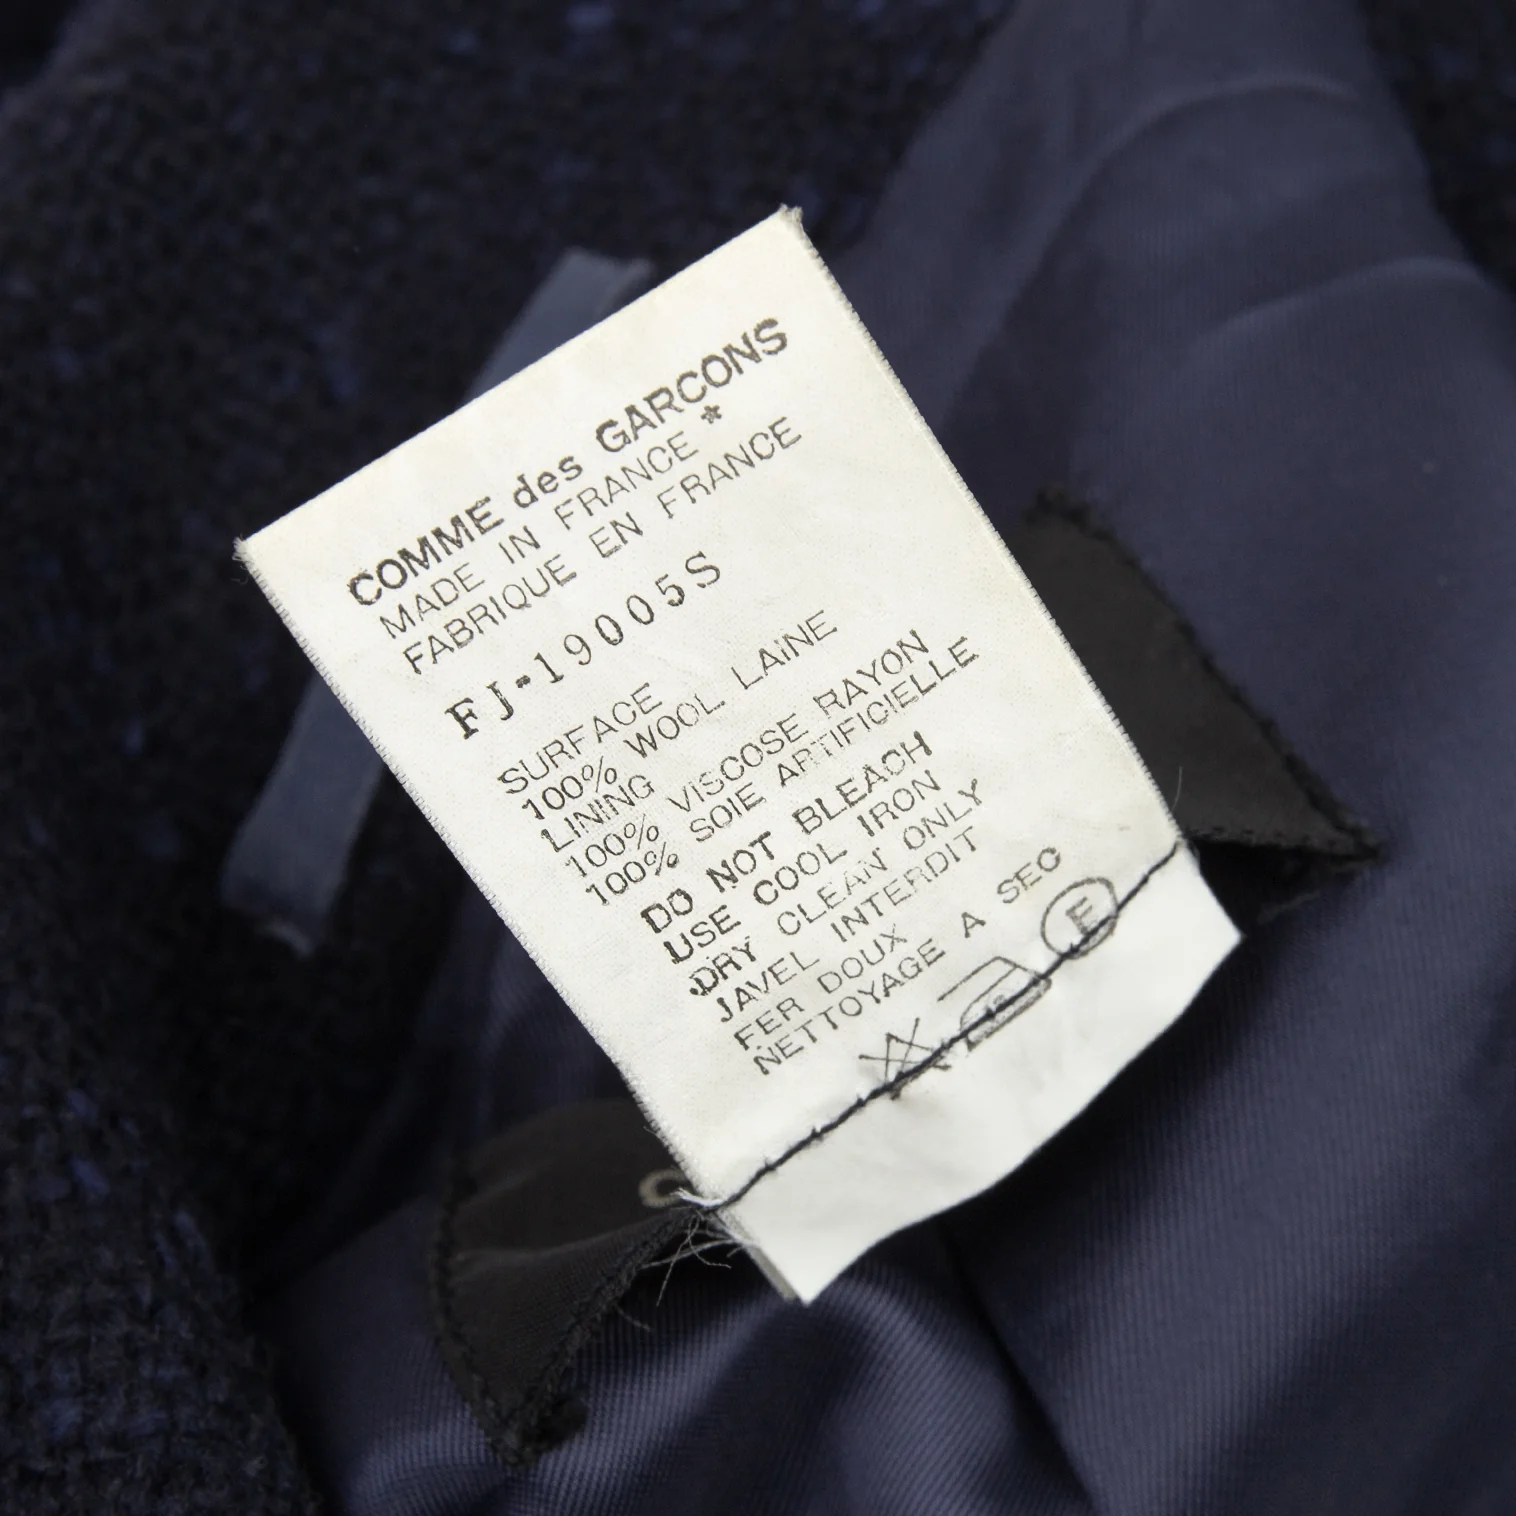 COMME des GARCONS
MADE IN FRANCE *
FABRIQUE EN FRANCE
FJ-19005S
SURFACE
100% WOOL LAINE
LINING
100% VISCOSE RAYON
100% SOIE ARTIFICIELLE
DO NOT BLEACH
USE COOL IRON
DRY CLEAN ONLY
JAVEL INTERDIT
FER DOUX
NETTOYAGE A SEC